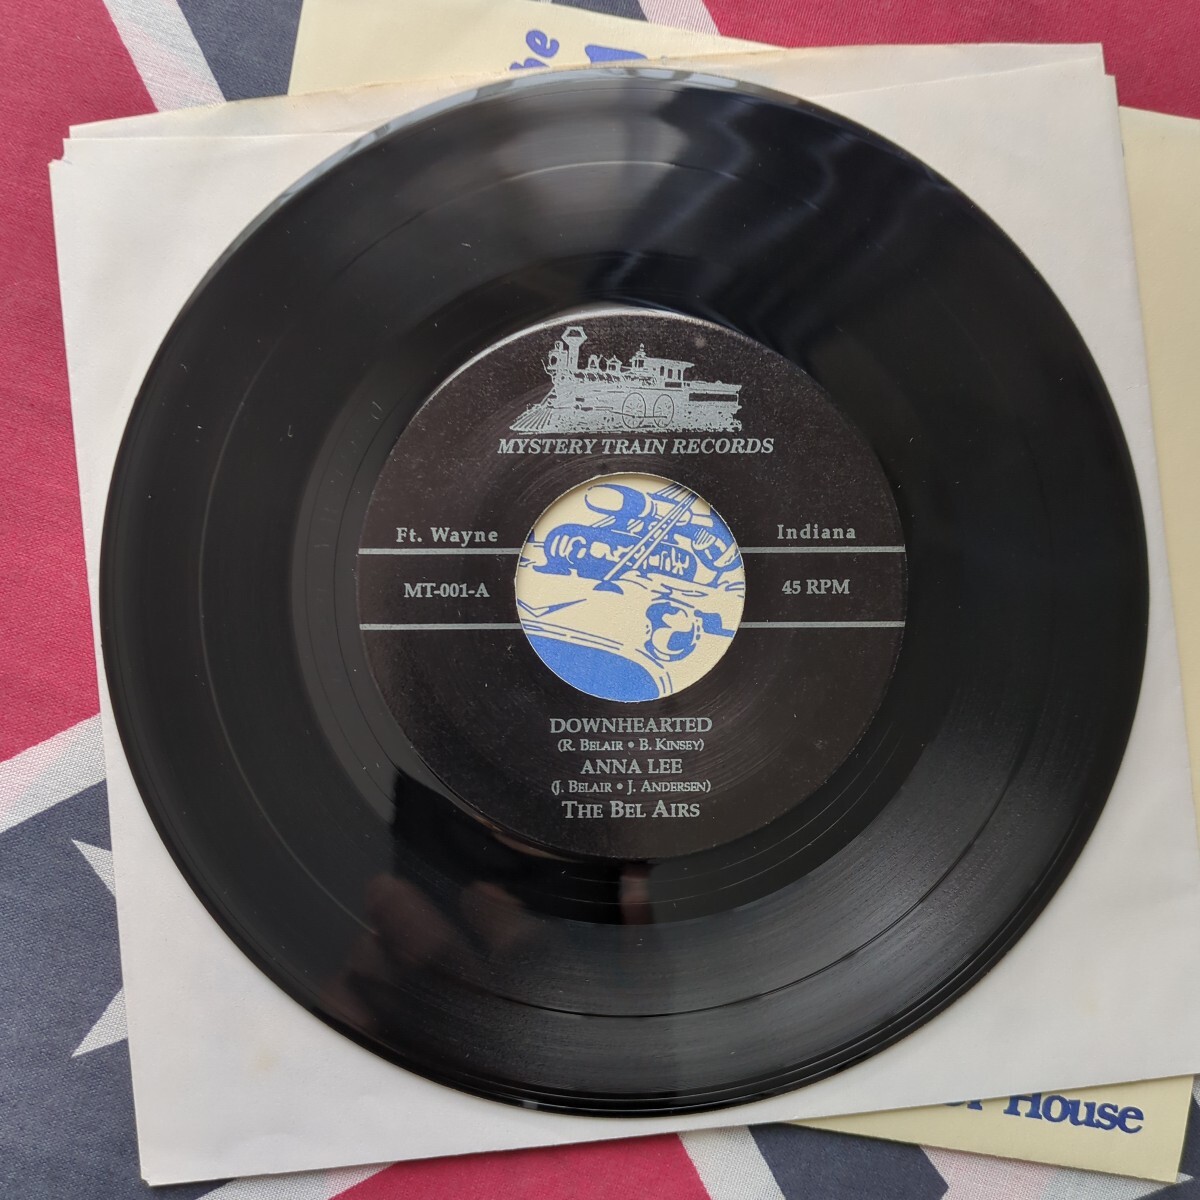 MYSTERY TRAIN RECORDS
Ft. Wayne
Indiana
MT-001-A
45 RPM
DOWNHEARTED
(R. BELAIR • B. KINSEY)
ANNA LEE
(J. BELAIR • J. ANDERSEN)
THE BEL AIRS
House